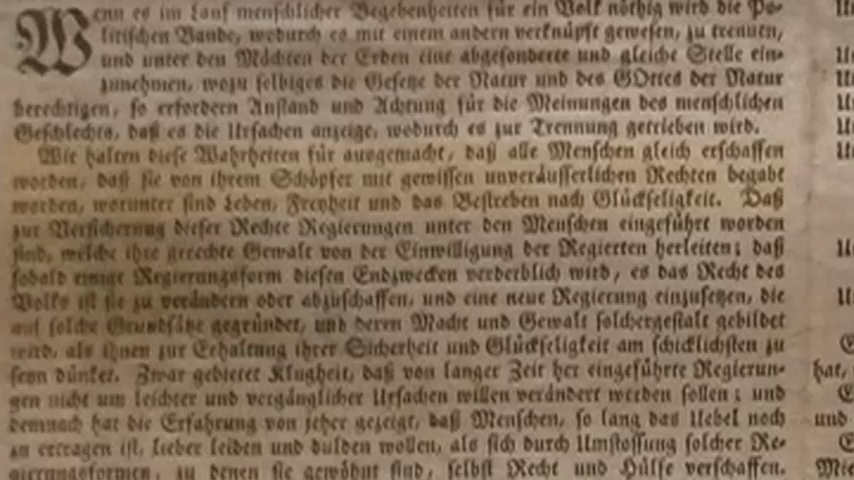 Wenn es im Lauf menschlicher Begebenheiten für ein Volk nöthig wird die Po-
litischen Bande, wodurch es mit einem andern verknüpft gewesen, zu trennen,
und unter den Mächten der Erden eine abgesonderte und gleiche Stelle ein-
zunehmen, wozu selbiges die Gesetze der Natur und des GOttes der Natur
berechtigen, so erfordern Anstand und Achtung für die Meinungen des menschlichen
Geschlechts, daß es die Ursachen anzeige, wodurch es zur Trennung getrieben wird.
Wir halten diese Wahrheiten für ausgemacht, daß alle Menschen gleich erschaffen
worden, daß sie von ihrem Schöpfer mit gewissen unveräusserlichen Rechten begabt
worden, worunter sind Leben, Freyheit und das Bestreben nach Glückseligkeit. Daß
zur Versicherung dieser Rechte Regierungen unter den Menschen eingeführt worden
sind, welche ihre gerechte Gewalt von der Einwilligung der Regierten herleiten; daß
sobald einige Regierungsform diesen Endzwecken verderblich wird, es das Recht des
Volks ist sie zu verändern oder abzuschaffen, und eine neue Regierung einzusetzen, die
auf solche Grundsätze gegründet, und deren Macht und Gewalt solchergestalt gebildet
wird, als ihnen zur Erhaltung ihrer Sicherheit und Glückseligkeit am schicklichsten zu
seyn dünket. Zwar gebietet Klugheit, daß von langer Zeit her eingeführte Regierun-
gen nicht um leichter und vergänglicher Ursachen willen verändert werden sollen; und
demnach hat die Erfahrung von jeher gezeigt, daß Menschen, so lang das Uebel noch
zu ertragen ist, lieber leiden und dulden wollen, als sich durch Umstossung solcher Re-
gierungsformen, zu denen sie gewöhnt sind, selbst Recht und Hülfe verschaffen.
hat,
und